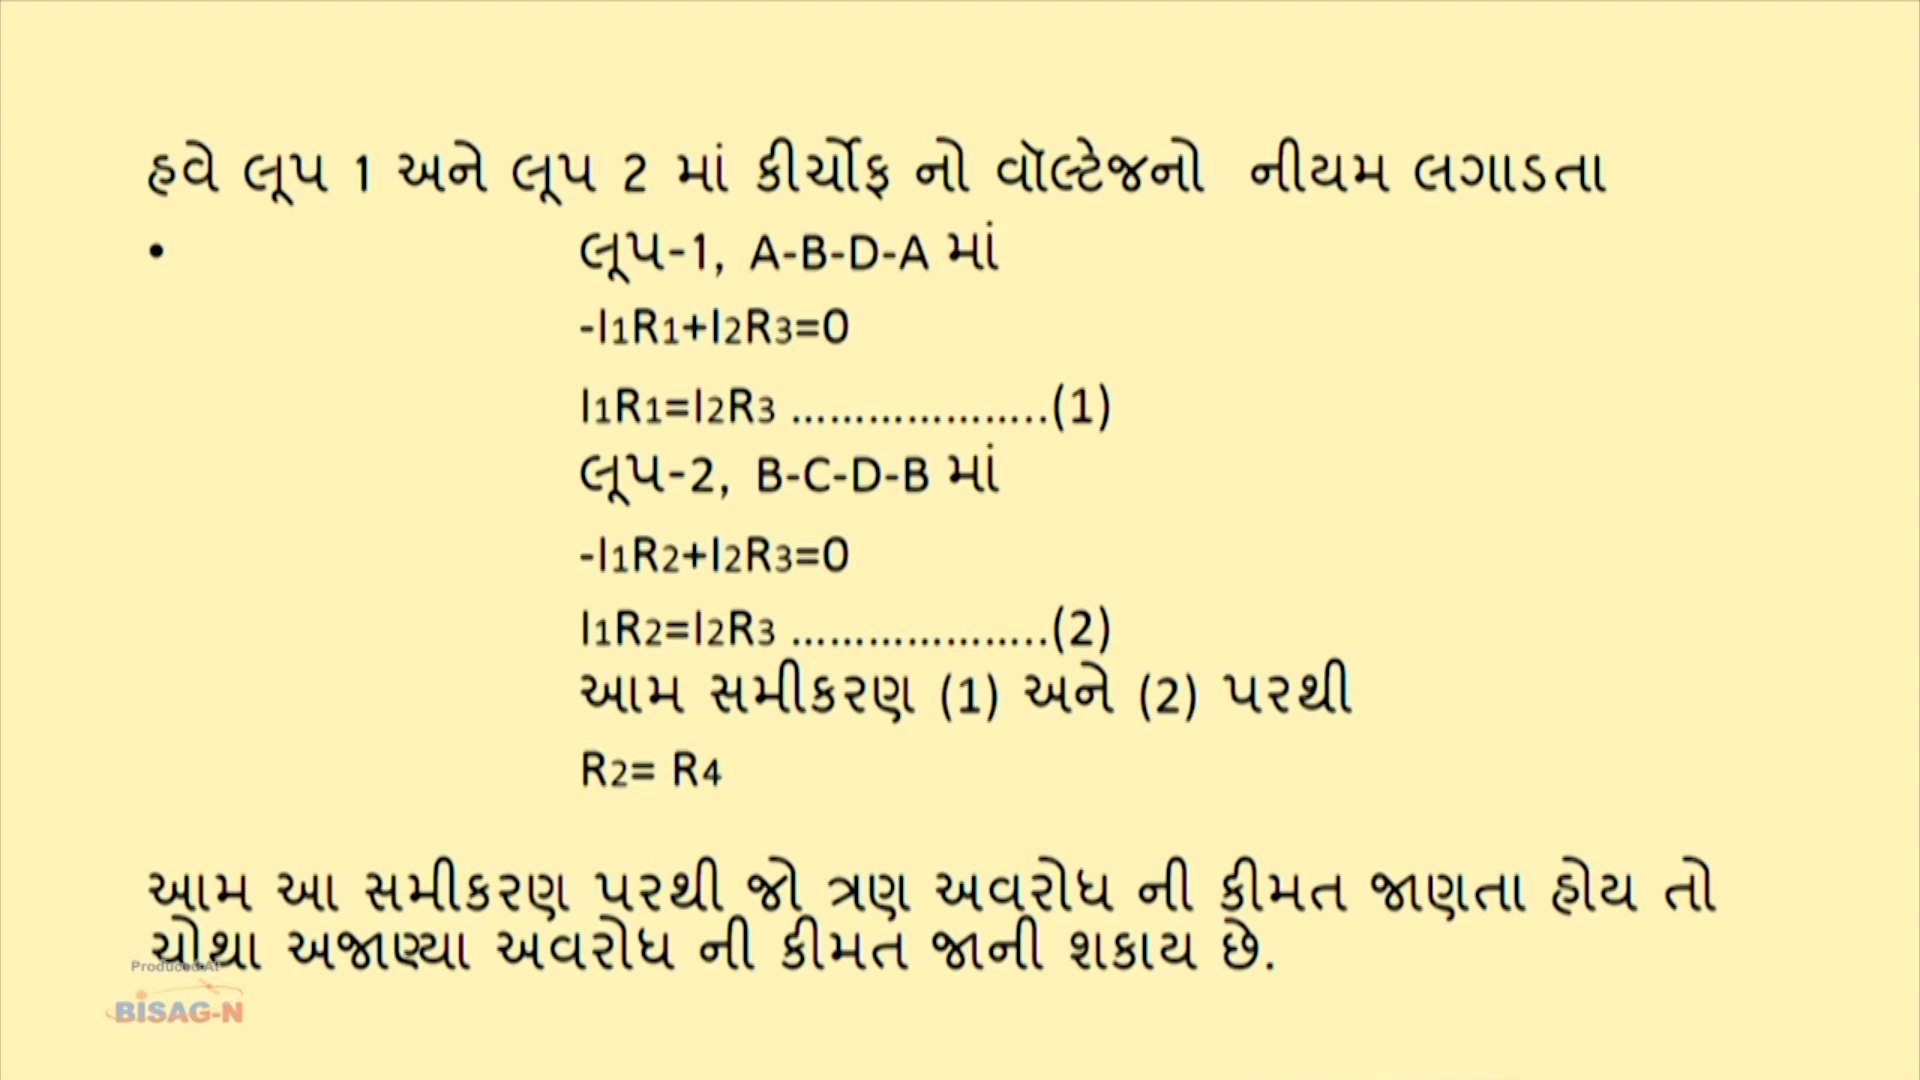 હવે લૂપ 1 અને લૂપ 2 માં કીર્ચોફ નો વૉલ્ટેજનો નીયમ લગાડતા
• લૂપ-1, A-B-D-A માં
-I1R1+I2R3=0
I1R1=I2R3 ......................(1)
લૂપ-2, B-C-D-B માં
-I1R2+I2R3=0
I1R2=I2R3 ......................(2)
આમ સમીકરણ (1) અને (2) પરથી
R2= R4
આમ આ સમીકરણ પરથી જો ત્રણ અવરોધ ની કીમત જાણતા હોય તો
ચોથા અજાણ્યા અવરોધ ની કીમત જાની શકાય છે.
Produced At
BISAG-N